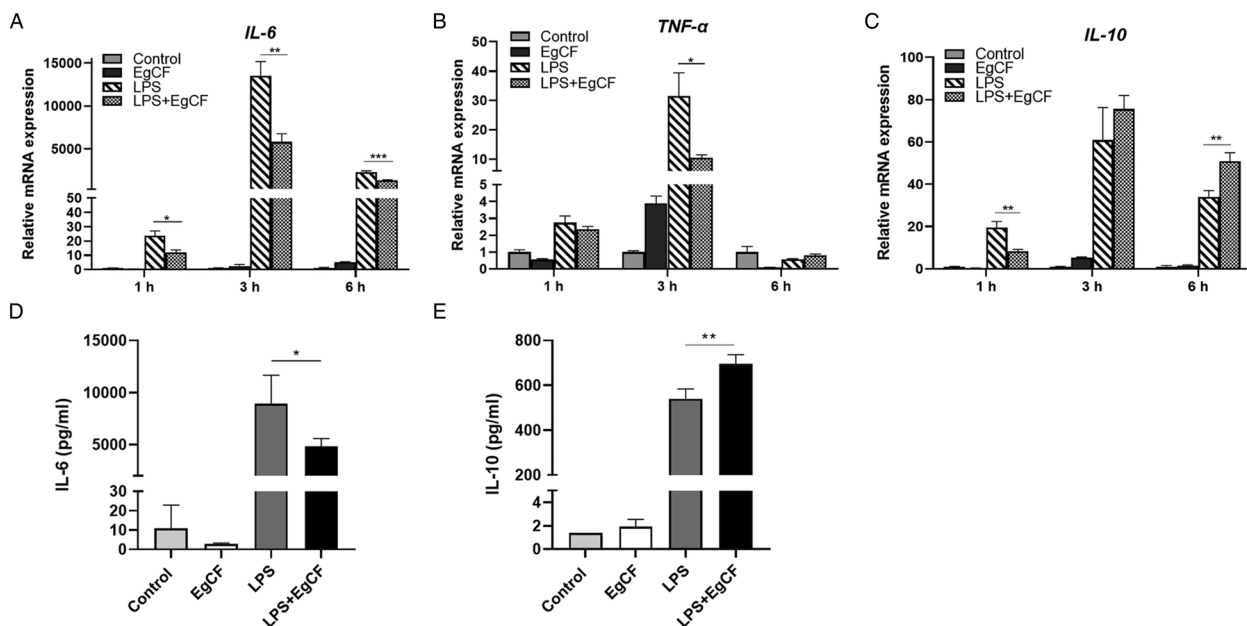 A
IL-6
Control
EgCF
LPS
LPS+EgCF
Relative mRNA expression
15000
10000
5000
50
40
30
20
10
0
**
*
***
1 h
3 h
6 h
B
TNF-α
Control
EgCF
LPS
LPS+EgCF
Relative mRNA expression
50
40
30
20
10
6
5
4
3
2
1
0
*
1 h
3 h
6 h
C
IL-10
Control
EgCF
LPS
LPS+EgCF
Relative mRNA expression
100
80
60
40
20
0
**
**
1 h
3 h
6 h
D
IL-6 (pg/ml)
15000
10000
5000
30
20
10
0
*
Control
EgCF
LPS
LPS+EgCF
E
IL-10 (pg/ml)
800
600
400
200
4
2
0
**
Control
EgCF
LPS
LPS+EgCF